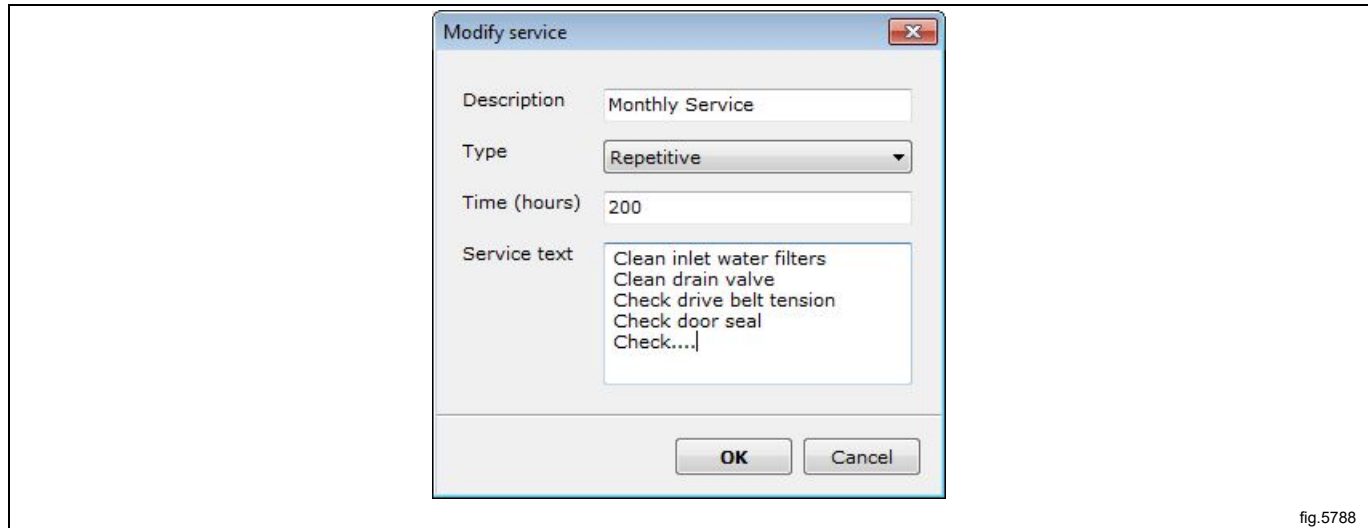 Modify service
Description Monthly Service
Type Repetitive
Time (hours) 200
Service text Clean inlet water filters
Clean drain valve
Check drive belt tension
Check door seal
Check....
OK Cancel
fig.5788